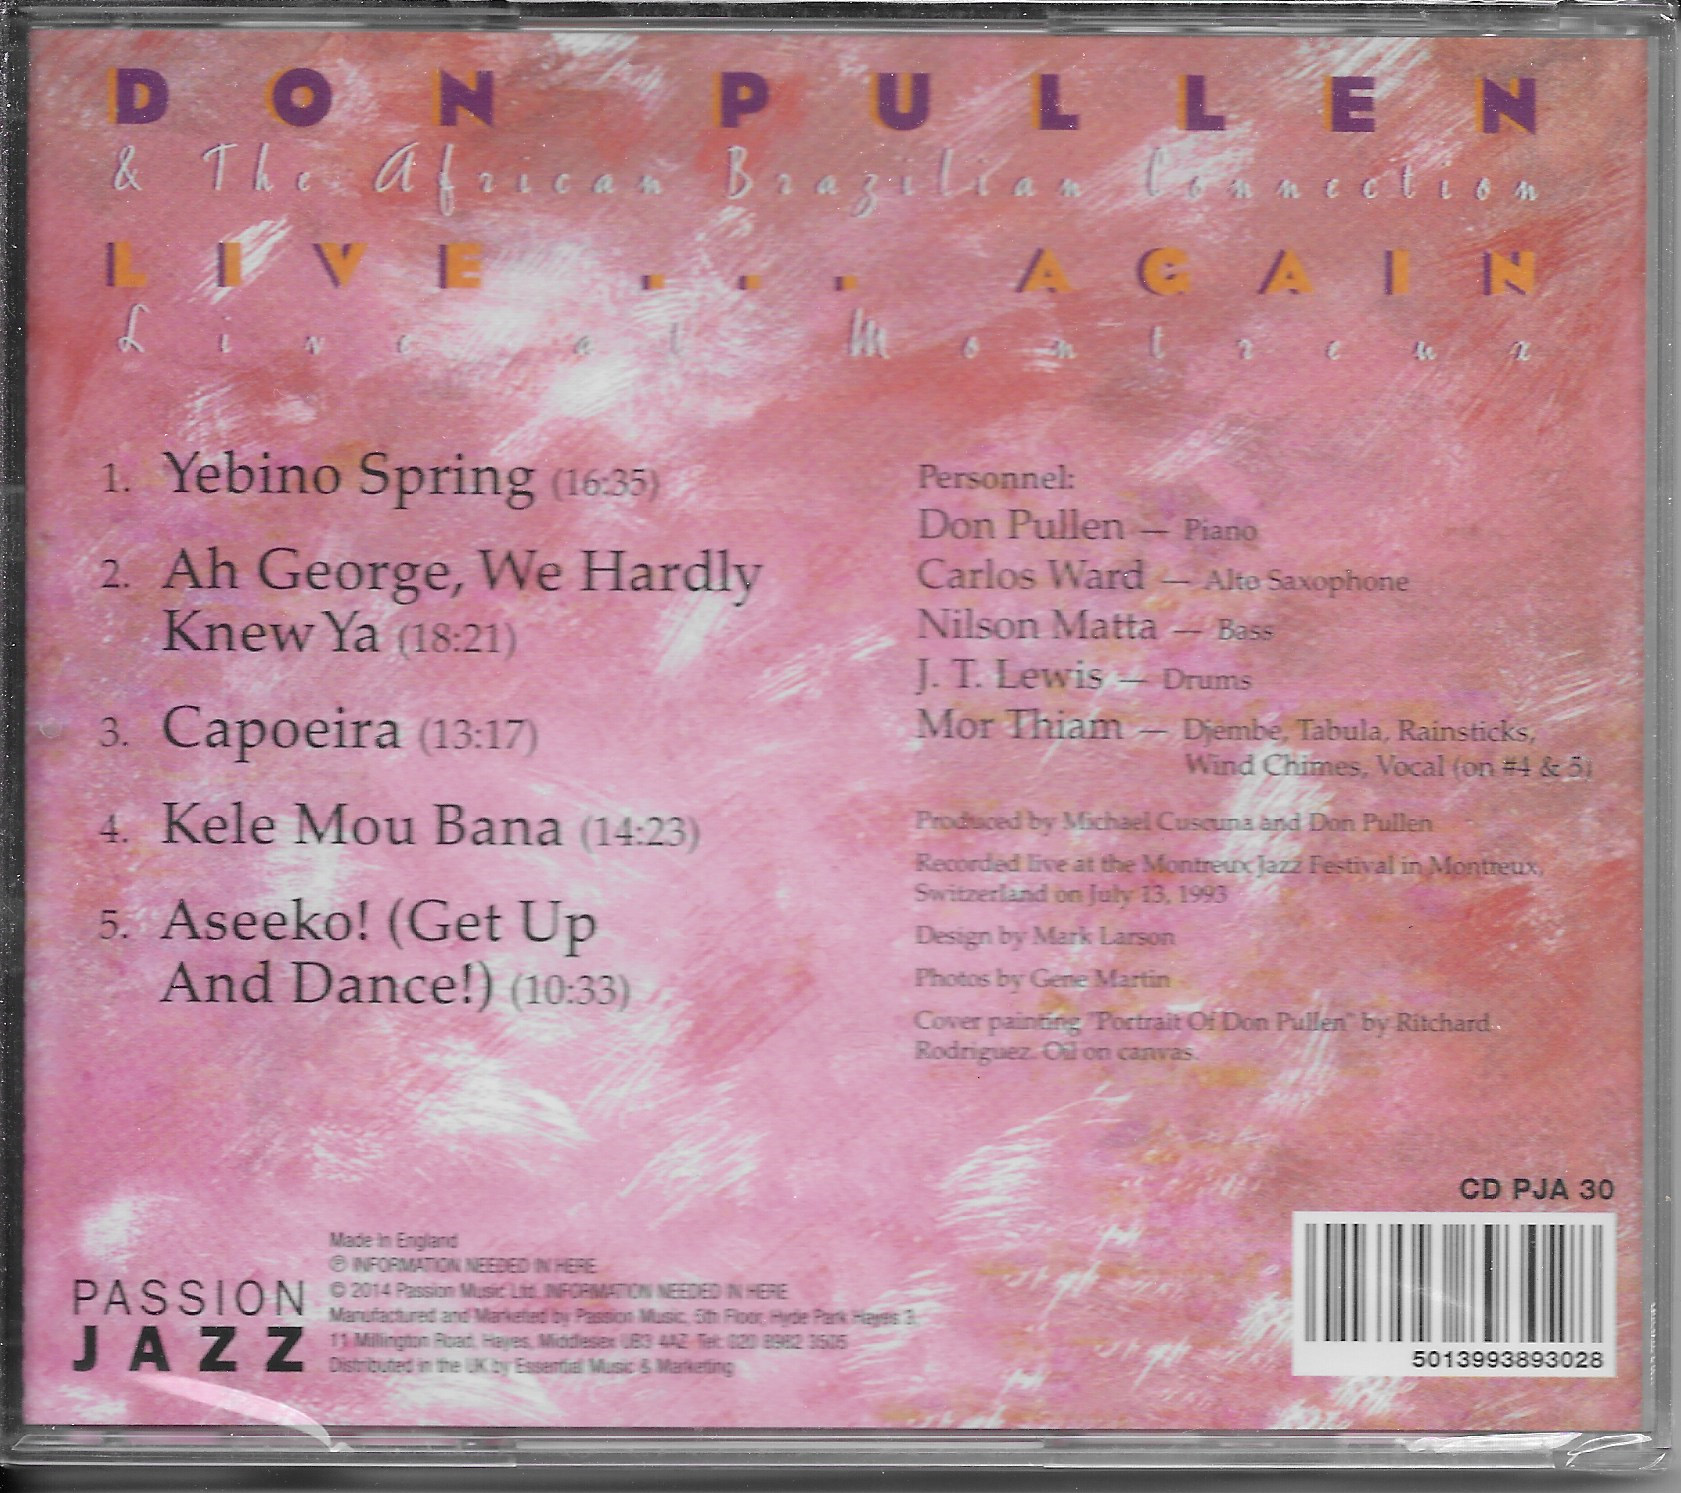 DON PULLEN
& The African Brazilian Connection
LIVE ... AGAIN
Live at Montreux
1. Yebino Spring (16:35)
2. Ah George, We Hardly
Knew Ya (18:21)
3. Capoeira (13:17)
4. Kele Mou Bana (14:23)
5. Aseeko! (Get Up
And Dance!) (10:33)
Personnel:
Don Pullen — Piano
Carlos Ward — Alto Saxophone
Nilson Matta — Bass
J. T. Lewis — Drums
Mor Thiam — Djembe, Tabula, Rainsticks,
Wind Chimes, Vocal (on #4 & 5)
Produced by Michael Cuscuna and Don Pullen
Recorded live at the Montreux Jazz Festival in Montreux,
Switzerland on July 13, 1993
Design by Mark Larson
Photos by Gene Martin
Cover painting "Portrait Of Don Pullen" by Ritchard
Rodriguez. Oil on canvas.
PASSION
JAZZ
Made In England
℗ INFORMATION NEEDED IN HERE
© 2014 Passion Music Ltd. INFORMATION NEEDED IN HERE
Manufactured and Marketed by Passion Music, 5th Floor, Hyde Park Hayes 3,
11 Millington Road, Hayes, Middlesex UB3 4AZ Tel: 020 8962 3505
Distributed in the UK by Essential Music & Marketing
CD PJA 30
5013993893028